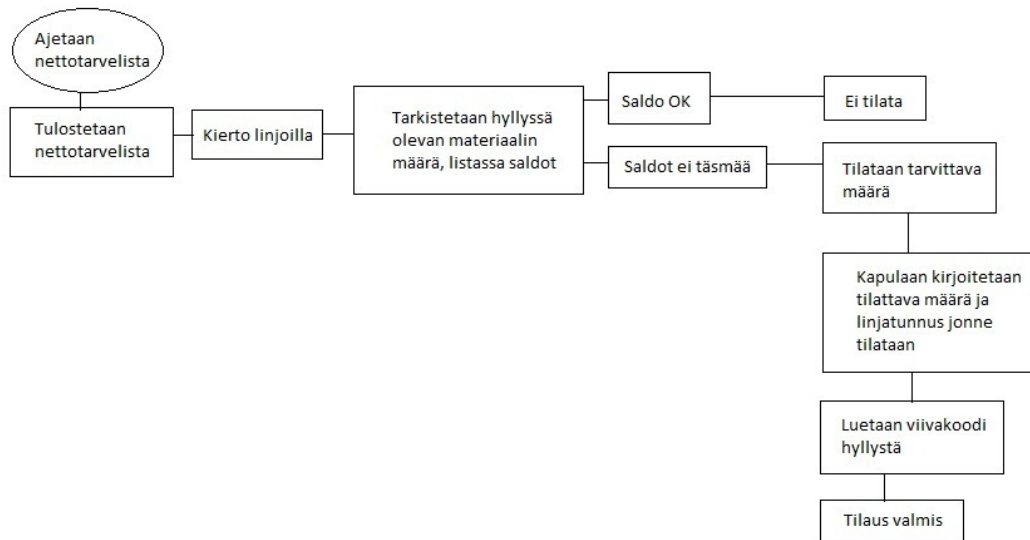 Ajetaan
nettotarvelista
Tulostetaan
nettotarvelista
Kierto linjoilla
Tarkistetaan hyllyssä
olevan materiaalin
määrä, listassa saldot
Saldo OK
Ei tilata
Saldot ei täsmää
Tilataan tarvittava
määrä
Kapulaan kirjoitetaan
tilattava määrä ja
linjatunnus jonne
tilataan
Luetaan viivakoodi
hyllystä
Tilaus valmis